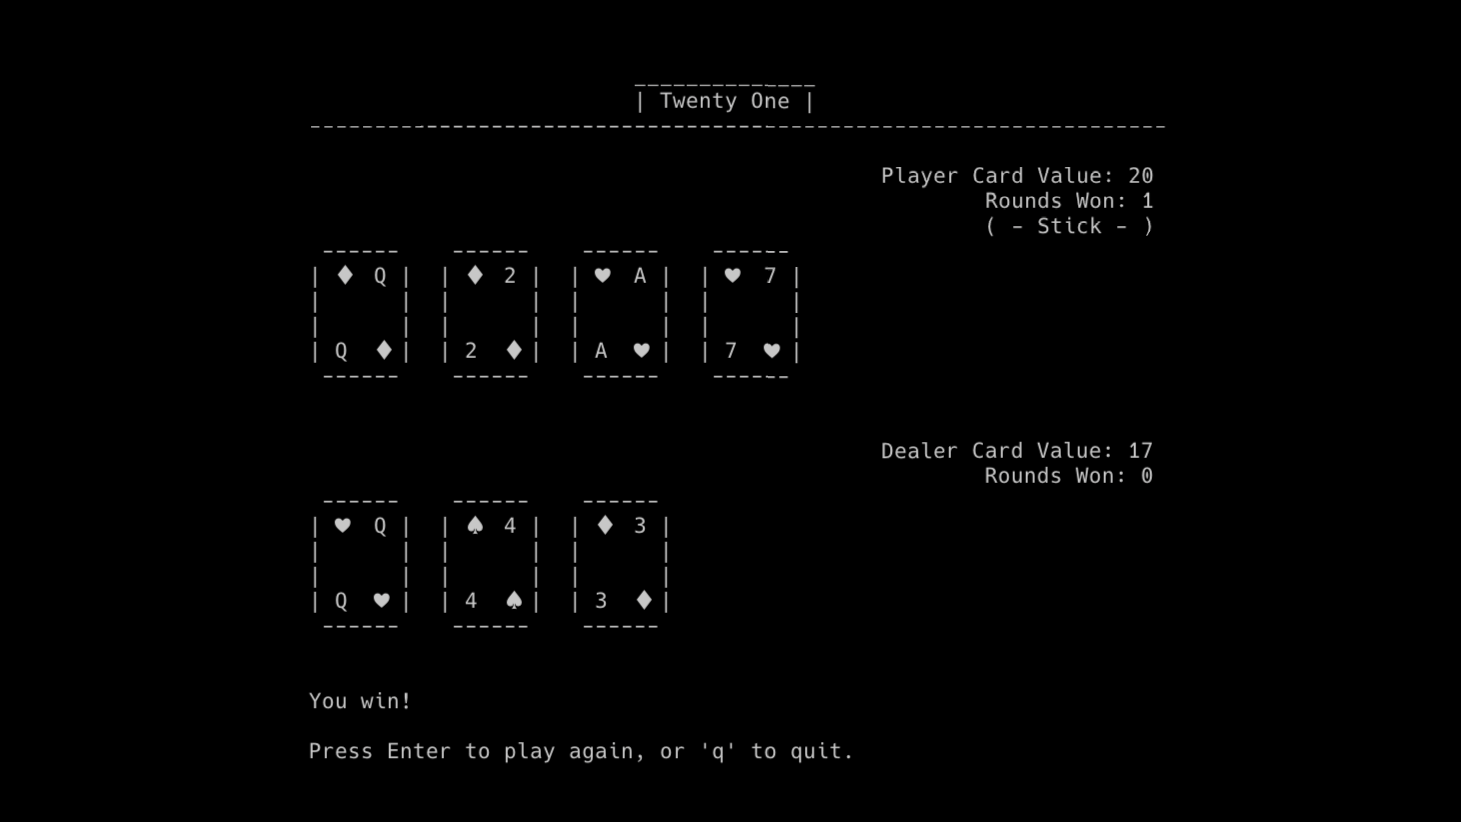 | Twenty One |
Player Card Value: 20
Rounds Won: 1
( - Stick - )
♦ Q ♦ 2 ♥ A ♥ 7
Q ♦ 2 ♦ A ♥ 7 ♥
Dealer Card Value: 17
Rounds Won: 0
♥ Q ♠ 4 ♦ 3
Q ♥ 4 ♠ 3 ♦
You win!
Press Enter to play again, or 'q' to quit.